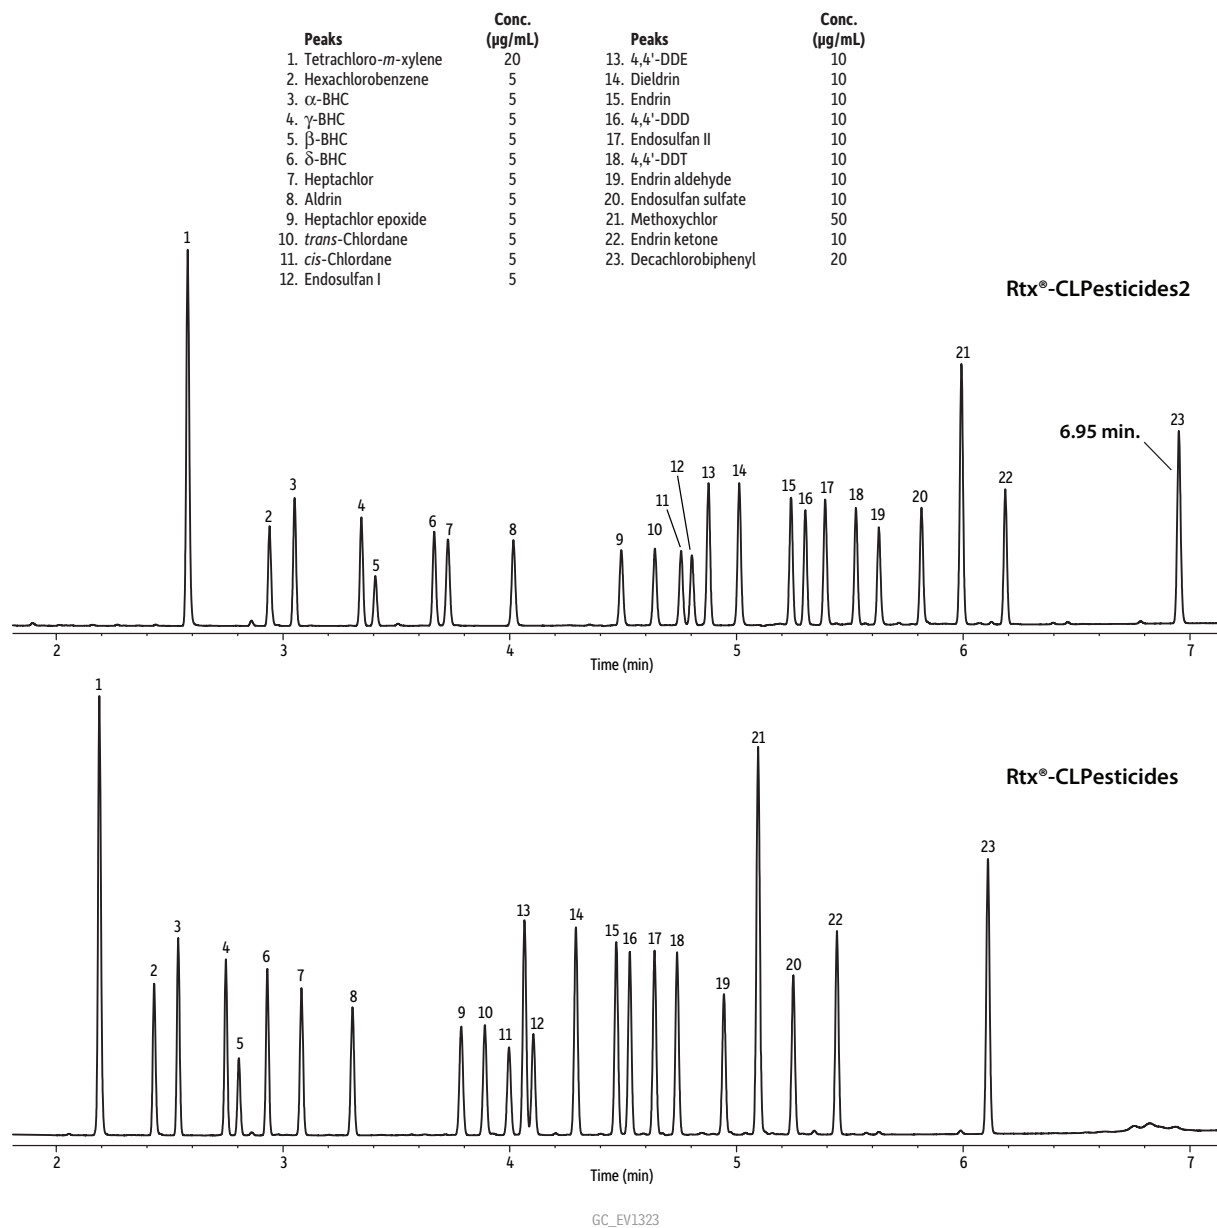 Conc. Conc.
Peaks (µg/mL) Peaks (µg/mL)
1. Tetrachloro-m-xylene 20 13. 4,4'-DDE 10
2. Hexachlorobenzene 5 14. Dieldrin 10
3. α-BHC 5 15. Endrin 10
4. γ-BHC 5 16. 4,4'-DDD 10
5. β-BHC 5 17. Endosulfan II 10
6. δ-BHC 5 18. 4,4'-DDT 10
7. Heptachlor 5 19. Endrin aldehyde 10
8. Aldrin 5 20. Endosulfan sulfate 10
9. Heptachlor epoxide 5 21. Methoxychlor 50
10. trans-Chlordane 5 22. Endrin ketone 10
11. cis-Chlordane 5 23. Decachlorobiphenyl 20
12. Endosulfan I 5
Rtx®-CLPesticides2
1 2 3 4 5 6 7 8 9 10 11 12 13 14 15 16 17 18 19 20 21 22 23
6.95 min.
2 3 4 5 6 7
Time (min)
Rtx®-CLPesticides
1 2 3 4 5 6 7 8 9 10 11 13 12 14 15 16 17 18 19 21 20 22 23
2 3 4 5 6 7
Time (min)
GC_EV1323